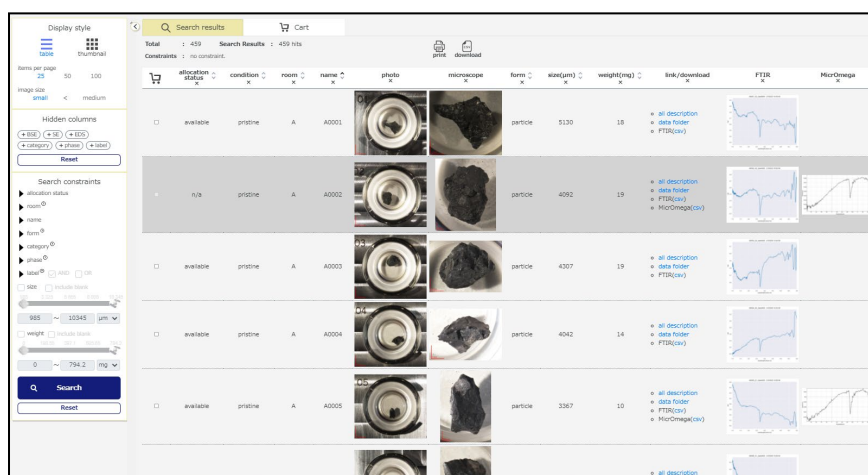 Display style
table
thumbnail
items per page
25 50 100
image size
small < medium
Hidden columns
+ BSE + SE + EDS
+ category + phase + label
Reset
Search constraints
allocation status
room
name
form
category
phase
label AND OR
size include blank
985 ~ 10345 μm
weight include blank
0 ~ 794.2 mg
Search
Reset
Search results
Cart
Total : 459 Search Results : 459 hits
Constraints : no constraint.
print download
allocation status condition room name photo microscope form size(μm) weight(mg) link/download FTIR MicrOmega
x x x x x x x x x x x x
available pristine A A0001 particle 5130 18
all description
data folder
FTIR(csv)
n/a pristine A A0002 particle 4092 19
all description
data folder
FTIR(csv)
MicrOmega(csv)
03
available pristine A A0003 particle 4307 19
all description
data folder
FTIR(csv)
04
available pristine A A0004 particle 4042 14
all description
data folder
FTIR(csv)
05
available pristine A A0005 particle 3367 10
all description
data folder
FTIR(csv)
MicrOmega(csv)
all description